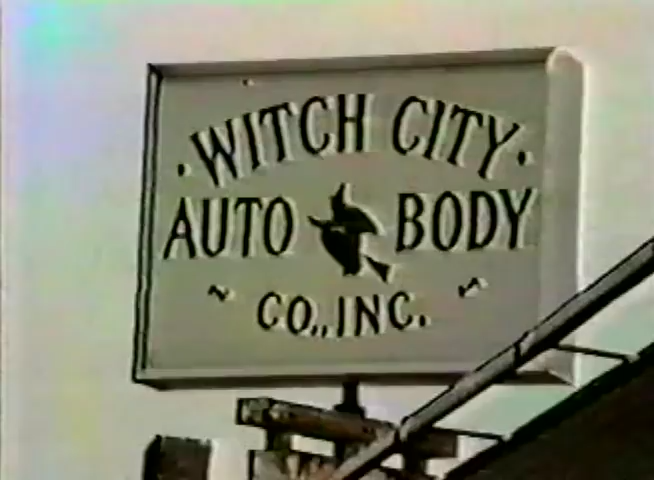 ·WITCH CITY·
AUTO BODY
~ CO., INC. ~